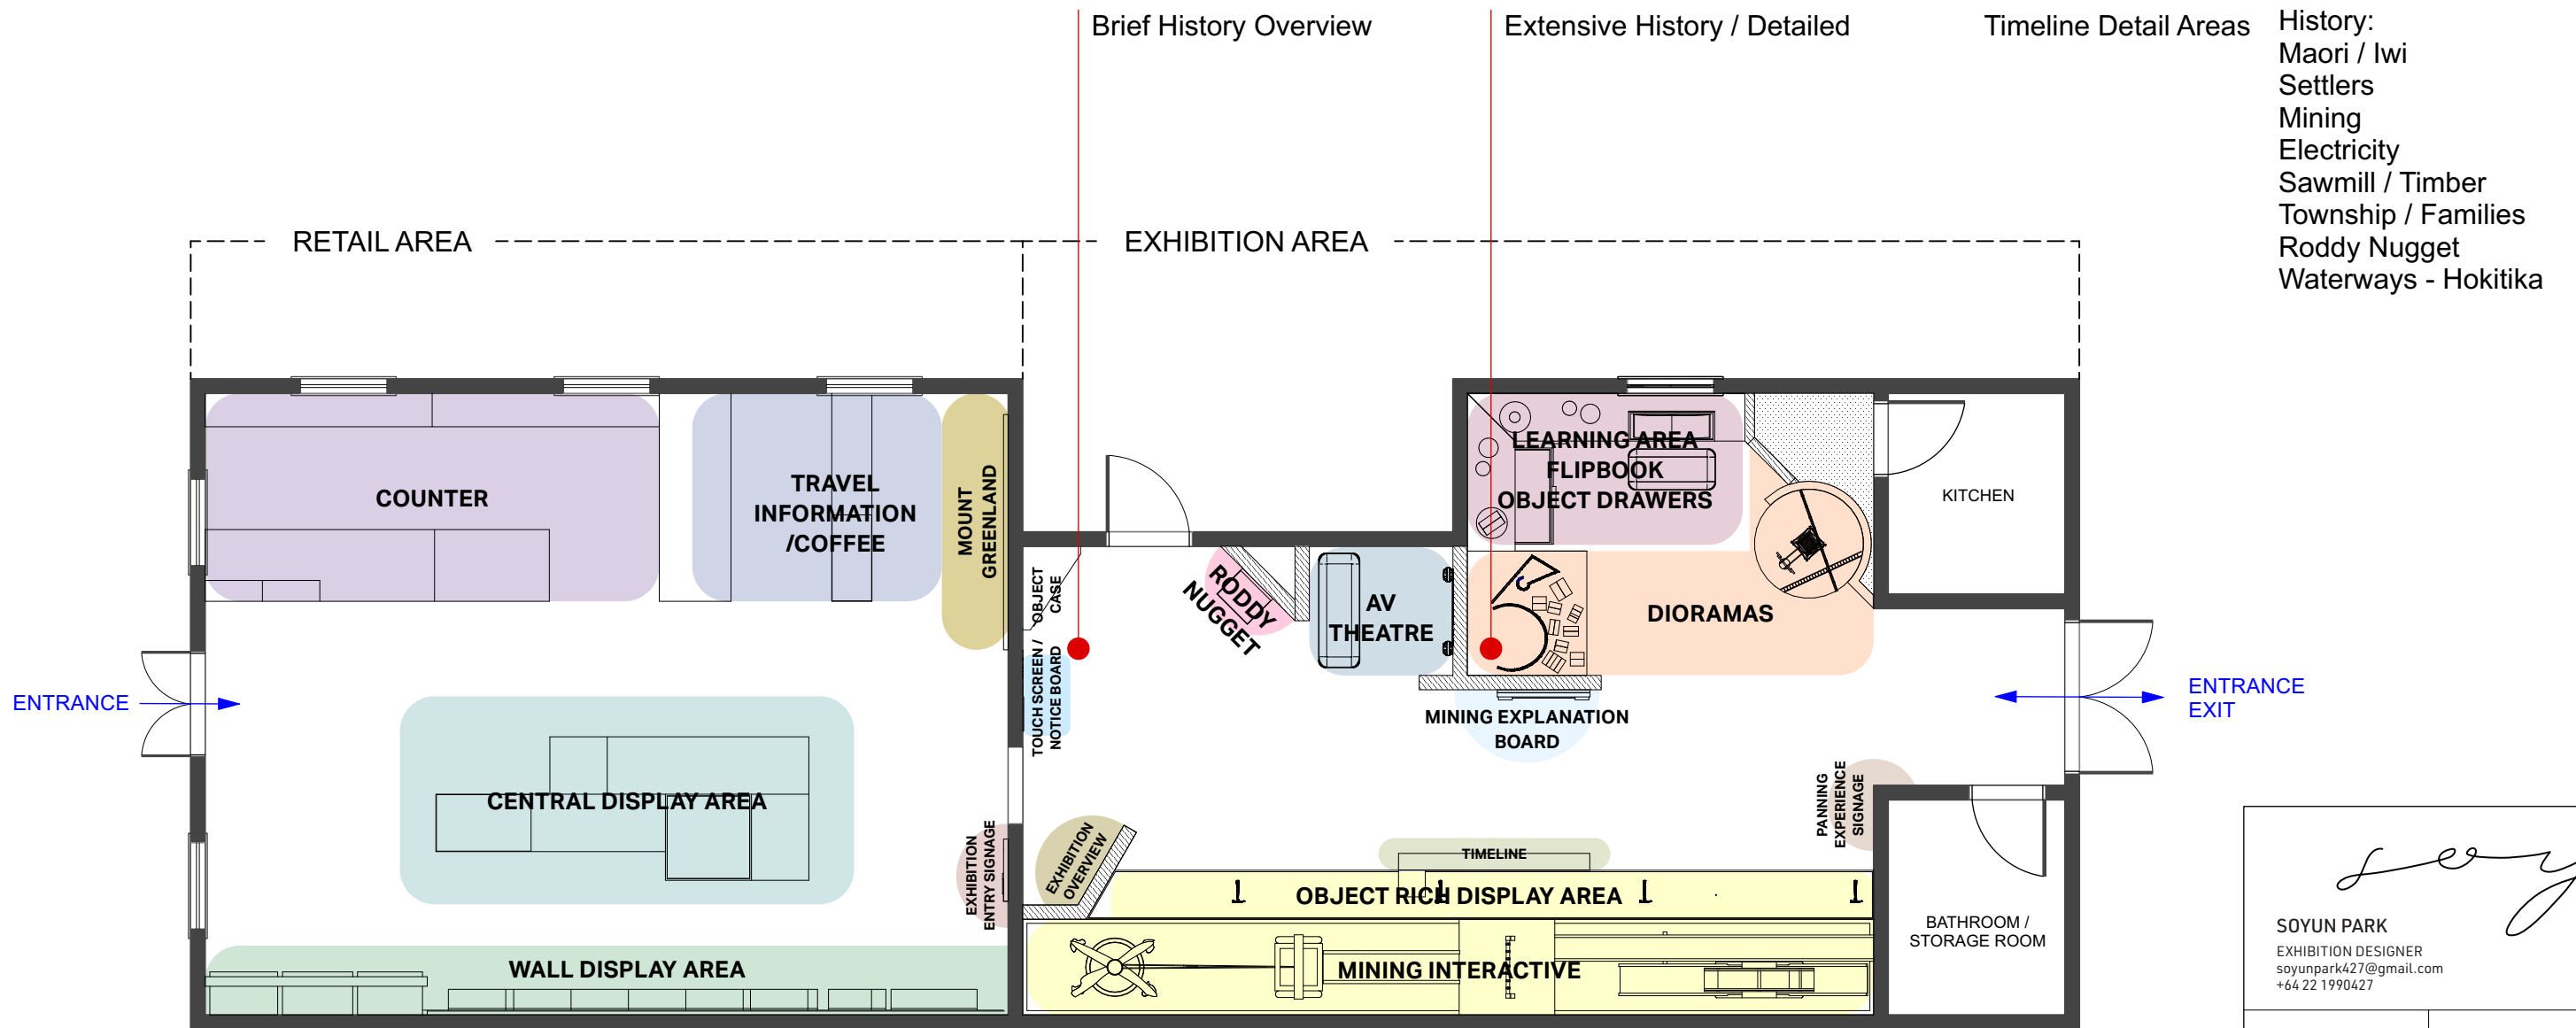 Brief History Overview
Extensive History / Detailed
Timeline Detail Areas
History:
Maori / Iwi
Settlers
Mining
Electricity
Sawmill / Timber
Township / Families
Roddy Nugget
Waterways - Hokitika
RETAIL AREA
EXHIBITION AREA
COUNTER
TRAVEL
INFORMATION
/COFFEE
MOUNT
GREENLAND
LEARNING AREA
FLIPBOOK
OBJECT DRAWERS
KITCHEN
OBJECT
CASE
TOUCH SCREEN /
NOTICE BOARD
RODDY
NUGGET
AV
THEATRE
DIORAMAS
ENTRANCE
ENTRANCE
EXIT
MINING EXPLANATION
BOARD
CENTRAL DISPLAY AREA
PANNING
EXPERIENCE
SIGNAGE
EXHIBITION
ENTRY SIGNAGE
EXHIBITION
OVERVIEW
TIMELINE
OBJECT RICH DISPLAY AREA
WALL DISPLAY AREA
MINING INTERACTIVE
BATHROOM /
STORAGE ROOM
soy
SOYUN PARK
EXHIBITION DESIGNER
soyunpark427@gmail.com
+64 22 1990427